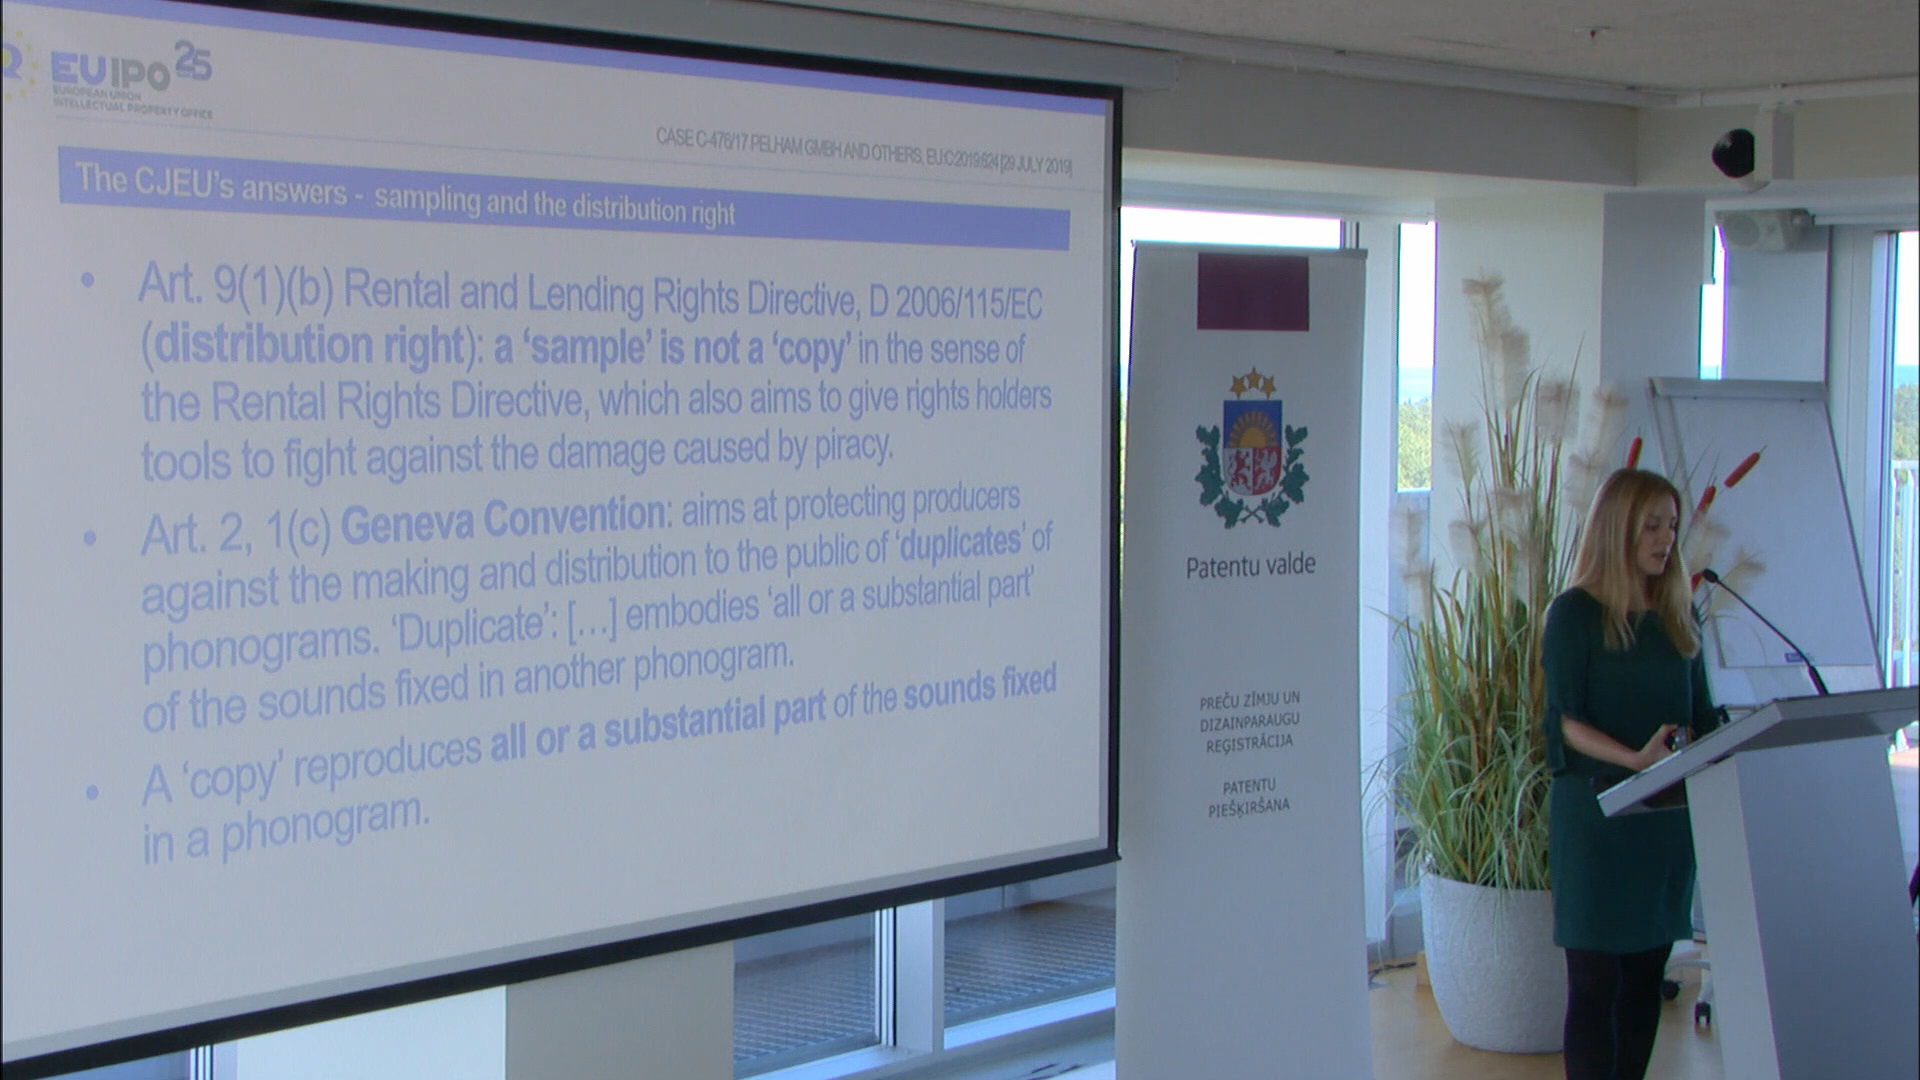 EUIPO 25
EUROPEAN UNION
INTELLECTUAL PROPERTY OFFICE
CASE C-476/17 PELHAM GMBH AND OTHERS, EU:C:2019:624 [29 JULY 2019]
The CJEU's answers - sampling and the distribution right
• Art. 9(1)(b) Rental and Lending Rights Directive, D 2006/115/EC
(distribution right): a ‘sample’ is not a ‘copy’ in the sense of
the Rental Rights Directive, which also aims to give rights holders
tools to fight against the damage caused by piracy.
• Art. 2, 1(c) Geneva Convention: aims at protecting producers
against the making and distribution to the public of ‘duplicates’ of
phonograms. ‘Duplicate’: [...] embodies ‘all or a substantial part’
of the sounds fixed in another phonogram.
• A ‘copy’ reproduces all or a substantial part of the sounds fixed
in a phonogram.
Patentu valde
PREČU ZĪMJU UN
DIZAINPARAUGU
REĢISTRĀCIJA
PATENTU
PIEŠĶIRŠANA